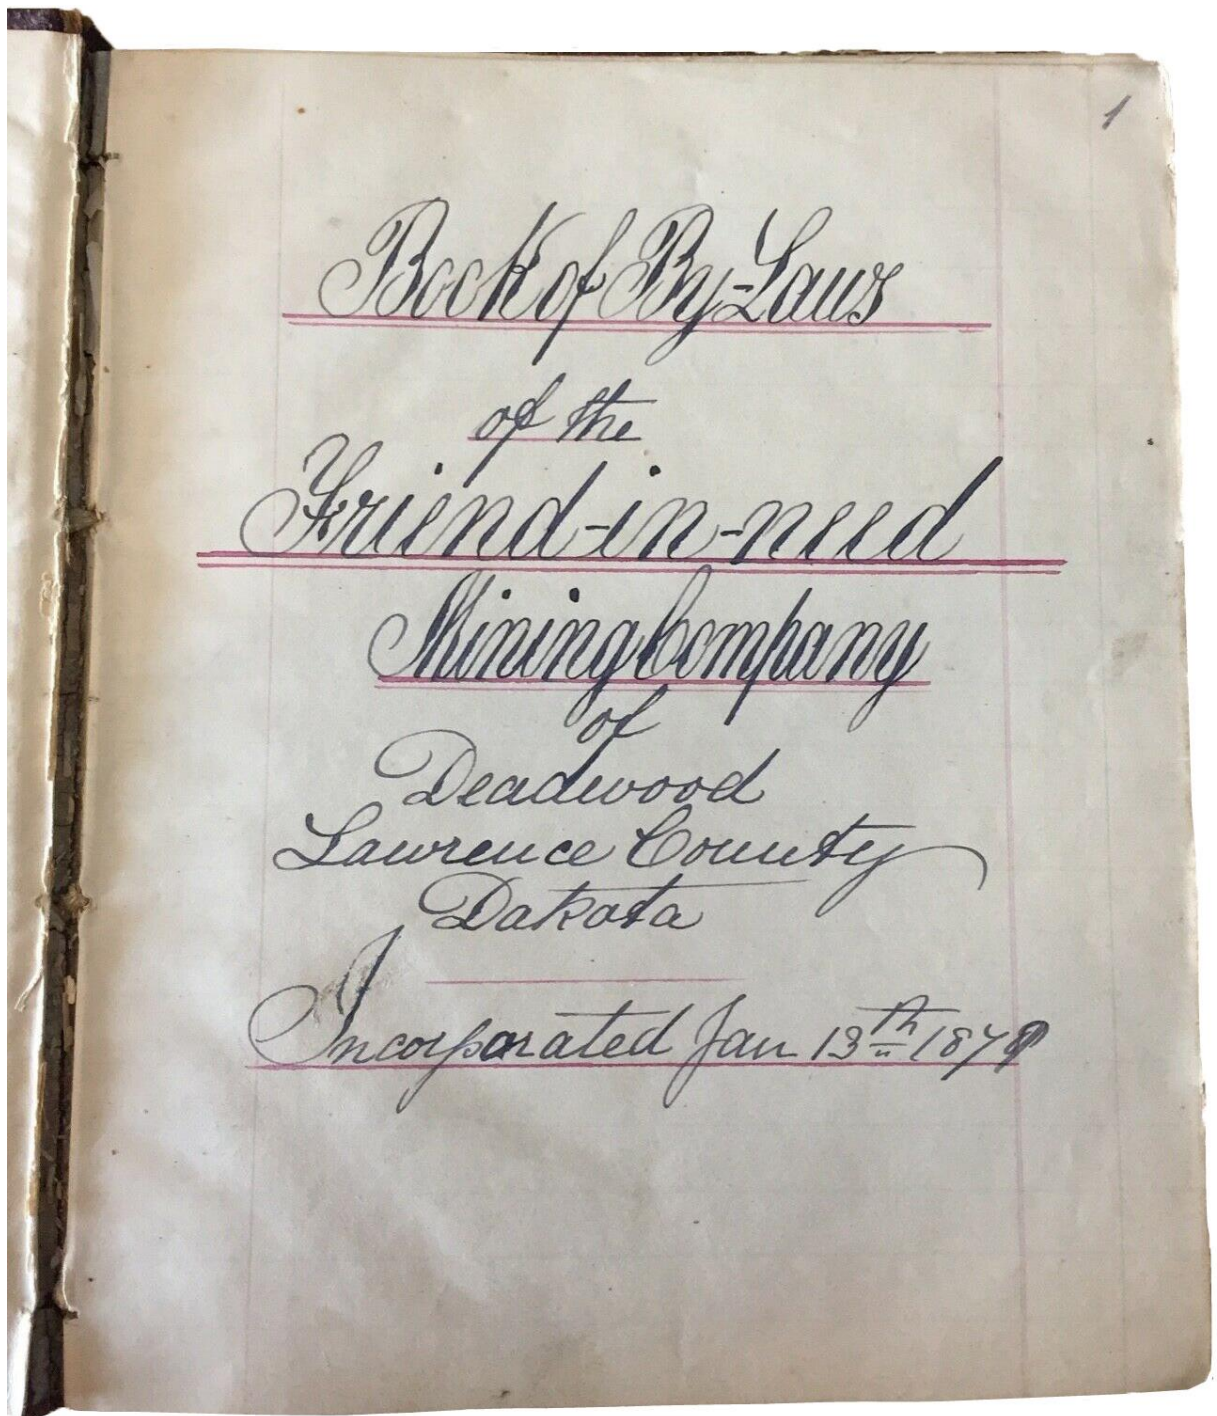 1
Book of By-Laws
of the
Friend-in-need
Mining Company
of
Deadwood
Lawrence County
Dakota
Incorporated Jan 13th